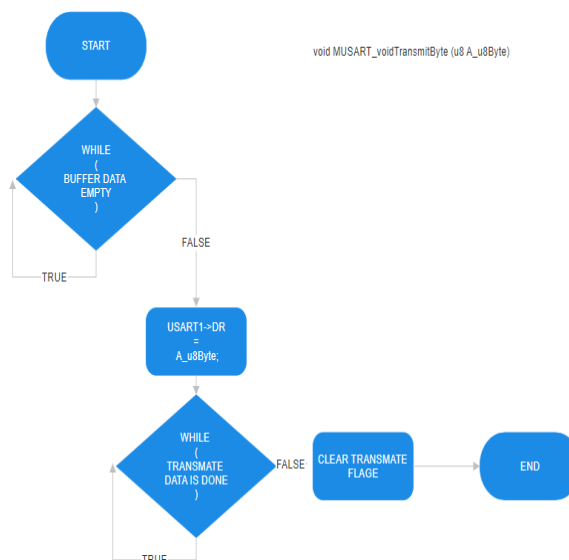 START
void MUSART_voidTransmitByte (u8 A_u8Byte)
WHILE
(
BUFFER DATA
EMPTY
)
FALSE
TRUE
USART1->DR
=
A_u8Byte;
WHILE
(
TRANSMATE
DATA IS DONE
)
FALSE
CLEAR TRANSMATE
FLAGE
END
TRUE